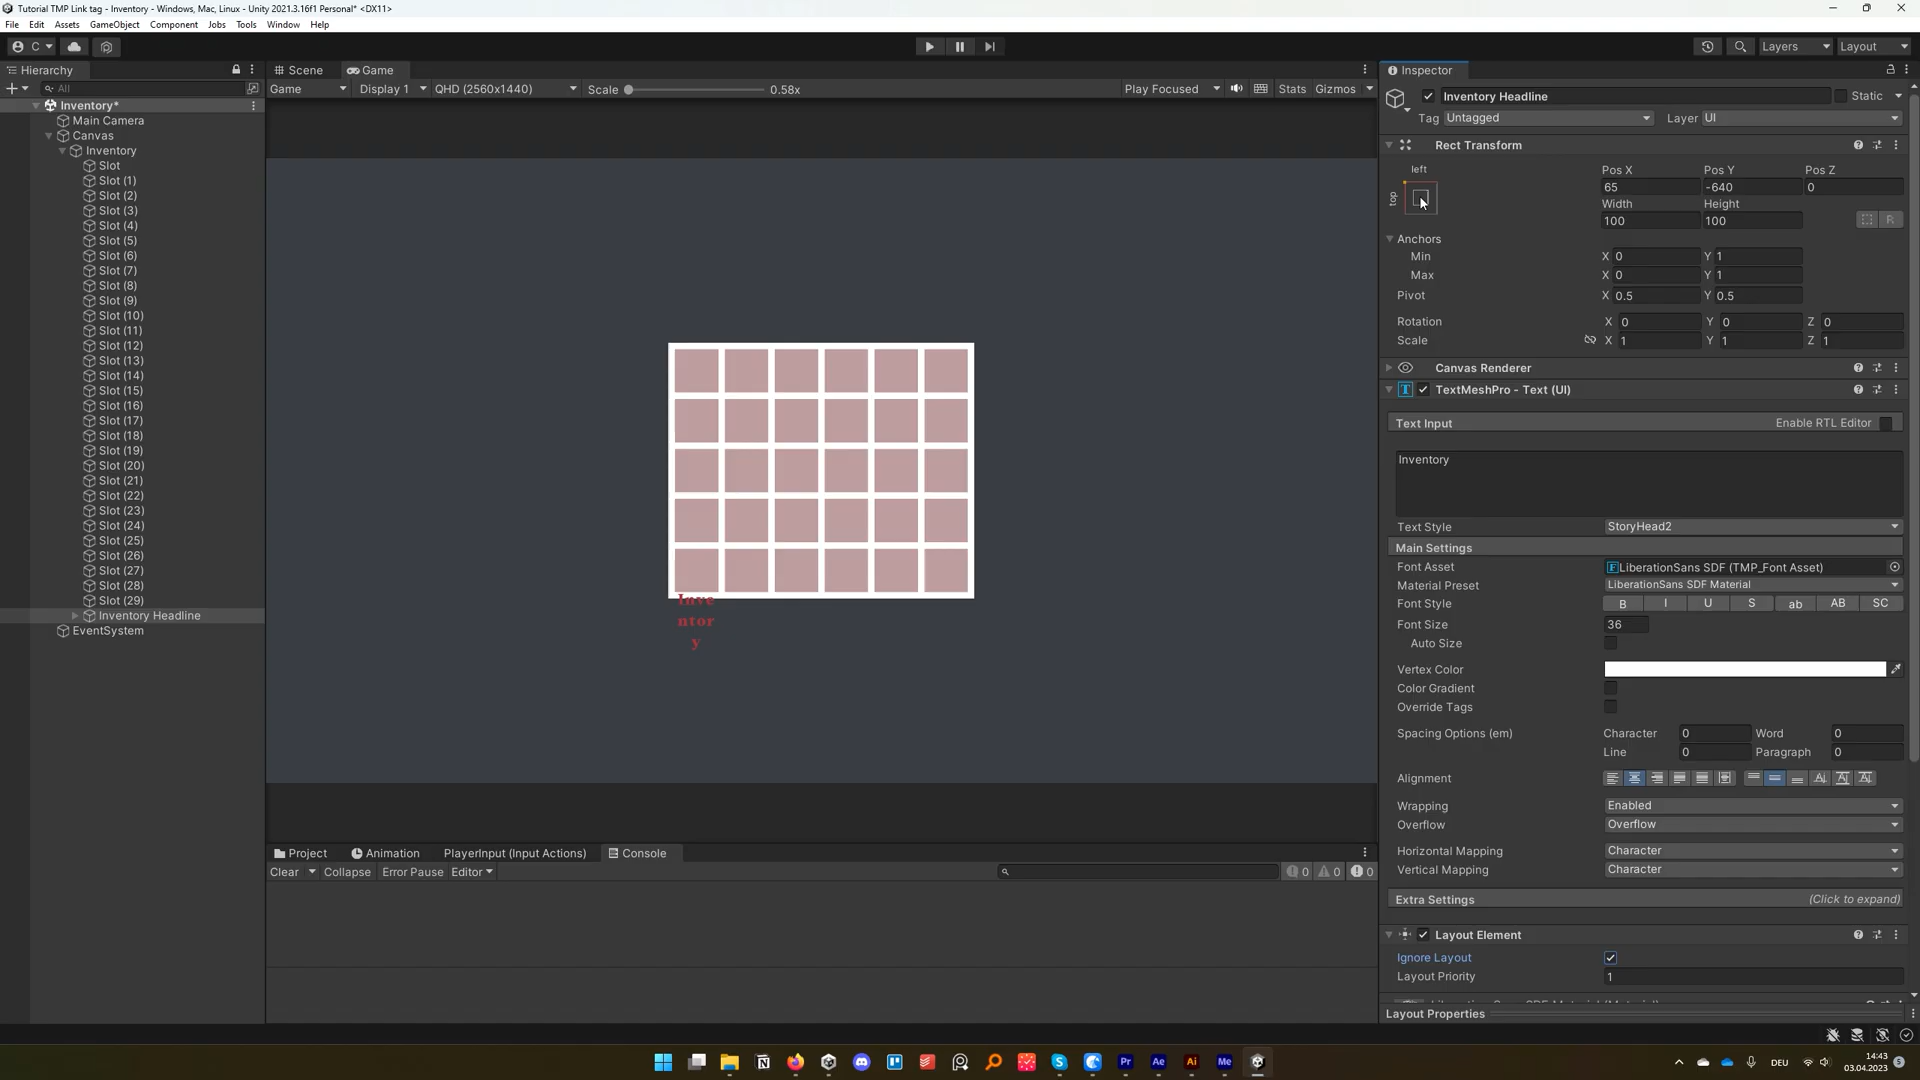 Tutorial TMP Link tag - Inventory - Windows, Mac, Linux - Unity 2021.3.16f1 Personal* <DX11>
File Edit Assets GameObject Component Jobs Tools Window Help
C Layers Layout
Hierarchy
All
Inventory*
Main Camera
Canvas
Inventory
Slot
Slot (1)
Slot (2)
Slot (3)
Slot (4)
Slot (5)
Slot (6)
Slot (7)
Slot (8)
Slot (9)
Slot (10)
Slot (11)
Slot (12)
Slot (13)
Slot (14)
Slot (15)
Slot (16)
Slot (17)
Slot (18)
Slot (19)
Slot (20)
Slot (21)
Slot (22)
Slot (23)
Slot (24)
Slot (25)
Slot (26)
Slot (27)
Slot (28)
Slot (29)
Inventory Headline
EventSystem
Scene Game
Game Display 1 QHD (2560x1440) Scale 0.58x Play Focused Stats Gizmos
Inve
ntor
y
Project Animation PlayerInput (Input Actions) Console
Clear Collapse Error Pause Editor 0 0 0
Inspector
Inventory Headline Static
Tag Untagged Layer UI
Rect Transform
left Pos X Pos Y Pos Z
top 65 -640 0
Width Height
100 100 R
Anchors
Min X 0 Y 1
Max X 0 Y 1
Pivot X 0.5 Y 0.5
Rotation X 0 Y 0 Z 0
Scale X 1 Y 1 Z 1
Canvas Renderer
TextMeshPro - Text (UI)
Text Input Enable RTL Editor
Inventory
Text Style StoryHead2
Main Settings
Font Asset LiberationSans SDF (TMP_Font Asset)
Material Preset LiberationSans SDF Material
Font Style B I U S ab AB SC
Font Size 36
Auto Size
Vertex Color
Color Gradient
Override Tags
Spacing Options (em) Character 0 Word 0
Line 0 Paragraph 0
Alignment
Wrapping Enabled
Overflow Overflow
Horizontal Mapping Character
Vertical Mapping Character
Extra Settings (Click to expand)
Layout Element
Ignore Layout
Layout Priority 1
Layout Properties
Pr Ae Ai Me DEU 14:43
03.04.2023 5